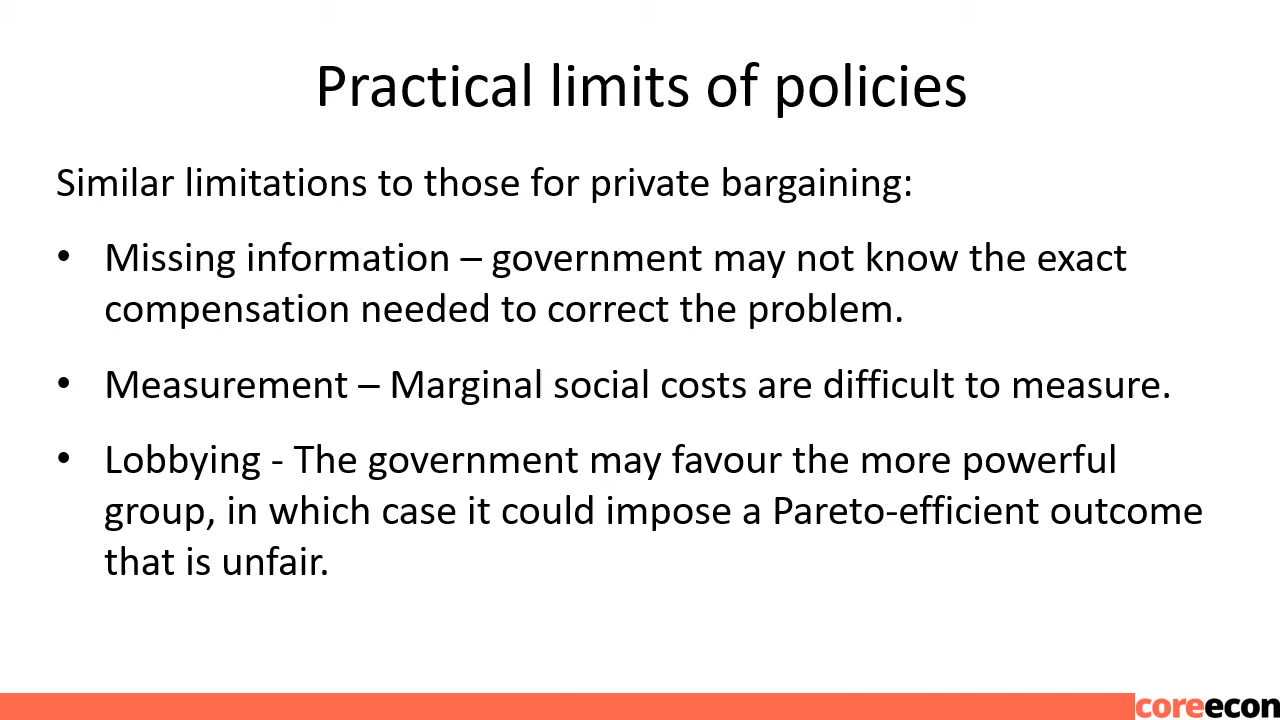 Practical limits of policies
Similar limitations to those for private bargaining:
• Missing information – government may not know the exact
compensation needed to correct the problem.
• Measurement – Marginal social costs are difficult to measure.
• Lobbying - The government may favour the more powerful
group, in which case it could impose a Pareto-efficient outcome
that is unfair.
coreecon